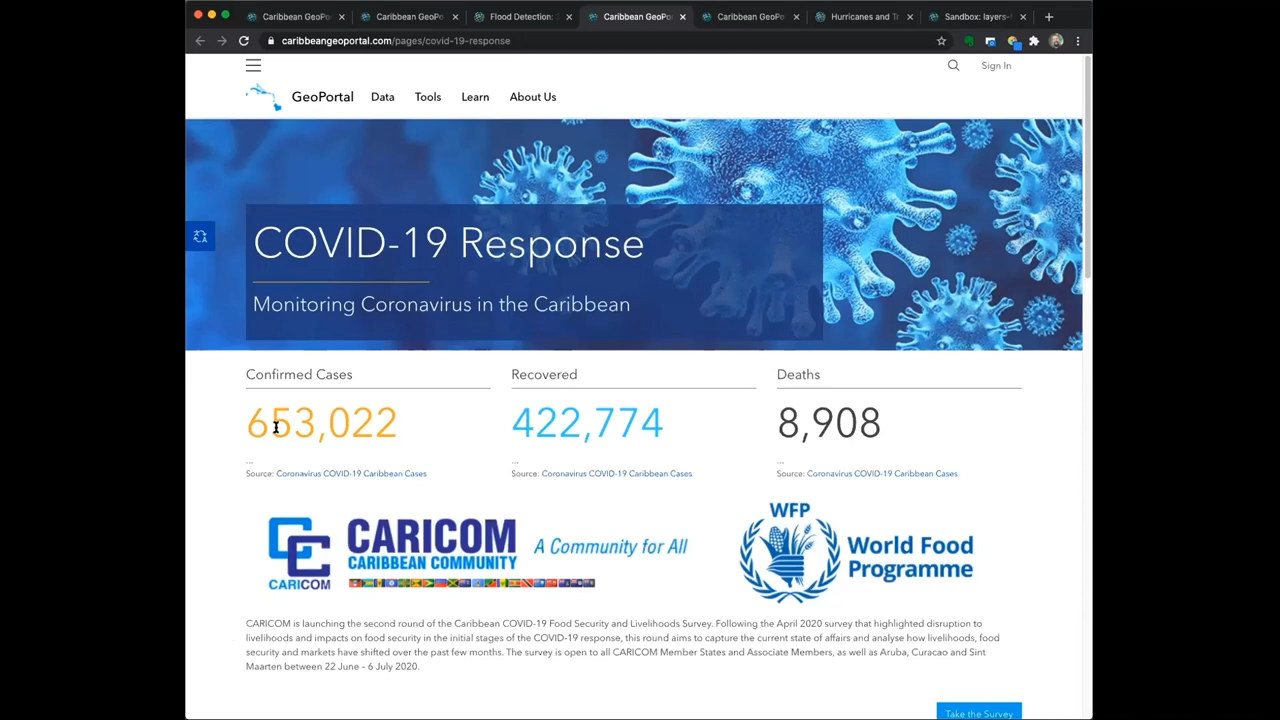 Caribbean GeoPo
Caribbean GeoPo
Flood Detection:
Caribbean GeoPo
Caribbean GeoPo
Hurricanes and Tr
Sandbox: layers-
caribbeangeoportal.com/pages/covid-19-response
Sign In
GeoPortal Data Tools Learn About Us
COVID-19 Response
Monitoring Coronavirus in the Caribbean
Confirmed Cases
653,022
...
Source: Coronavirus COVID-19 Caribbean Cases
Recovered
422,774
...
Source: Coronavirus COVID-19 Caribbean Cases
Deaths
8,908
...
Source: Coronavirus COVID-19 Caribbean Cases
CARICOM
CARICOM
CARIBBEAN COMMUNITY
A Community for All
WFP
World Food
Programme
CARICOM is launching the second round of the Caribbean COVID-19 Food Security and Livelihoods Survey. Following the April 2020 survey that highlighted disruption to
livelihoods and impacts on food security in the initial stages of the COVID-19 response, this round aims to capture the current state of affairs and analyse how livelihoods, food
security and markets have shifted over the past few months. The survey is open to all CARICOM Member States and Associate Members, as well as Aruba, Curacao and Sint
Maarten between 22 June – 6 July 2020.
Take the Survey